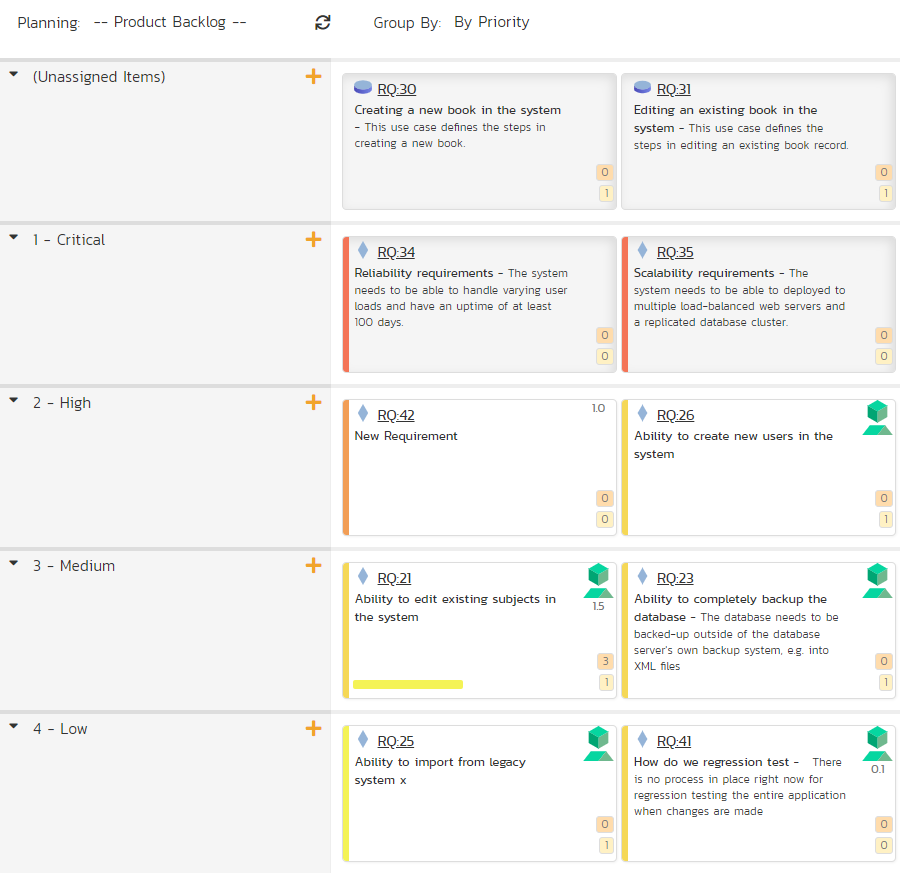 Planning: -- Product Backlog --
Group By: By Priority
(Unassigned Items)
RQ:30
Creating a new book in the system
- This use case defines the steps in
creating a new book.
0
1
RQ:31
Editing an existing book in the
system - This use case defines the
steps in editing an existing book record.
0
1
1 - Critical
RQ:34
Reliability requirements - The system
needs to be able to handle varying user
loads and have an uptime of at least
100 days.
0
0
RQ:35
Scalability requirements - The
system needs to be able to deployed to
multiple load-balanced web servers and
a replicated database cluster.
0
0
2 - High
RQ:42
1.0
New Requirement
0
0
RQ:26
Ability to create new users in the
system
0
1
3 - Medium
RQ:21
Ability to edit existing subjects in
the system
1.5
3
1
RQ:23
Ability to completely backup the
database - The database needs to be
backed-up outside of the database
server's own backup system, e.g. into
XML files
0
1
4 - Low
RQ:25
Ability to import from legacy
system x
0
1
RQ:41
How do we regression test - There
0.1
is no process in place right now for
regression testing the entire application
when changes are made
0
0